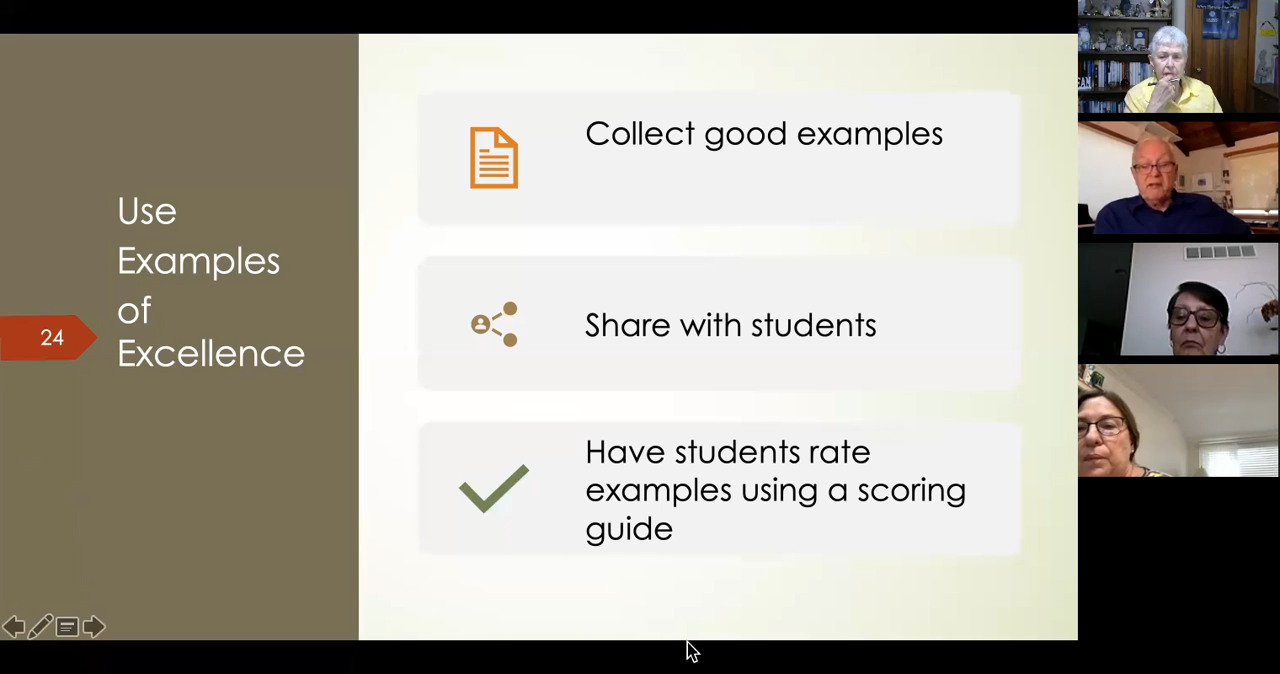 Use
Examples
of
Excellence
24
Collect good examples
Share with students
Have students rate
examples using a scoring
guide